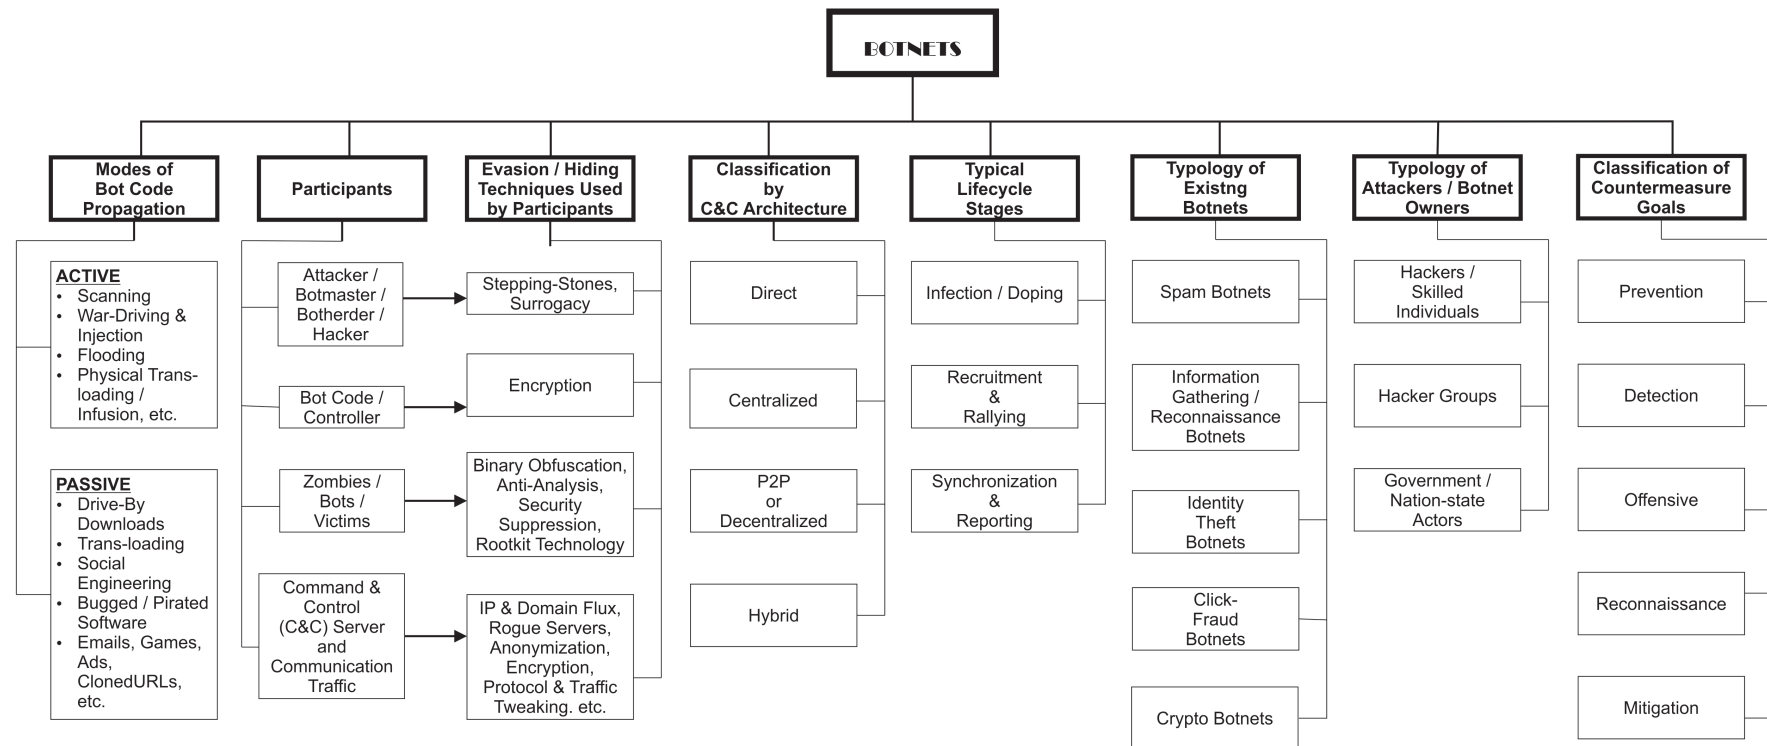 BOTNETS
Modes of
Bot Code
Propagation
ACTIVE
• Scanning
• War-Driving &
Injection
• Flooding
• Physical Trans-
loading /
Infusion, etc.
PASSIVE
• Drive-By
Downloads
• Trans-loading
• Social
Engineering
• Bugged / Pirated
Software
• Emails, Games,
Ads,
ClonedURLs,
etc.
Participants
Attacker /
Botmaster /
Botherder /
Hacker
Bot Code /
Controller
Zombies /
Bots /
Victims
Command &
Control
(C&C) Server
and
Communication
Traffic
Evasion / Hiding
Techniques Used
by Participants
Stepping-Stones,
Surrogacy
Encryption
Binary Obfuscation,
Anti-Analysis,
Security
Suppression,
Rootkit Technology
IP & Domain Flux,
Rogue Servers,
Anonymization,
Encryption,
Protocol & Traffic
Tweaking. etc.
Classification
by
C&C Architecture
Direct
Centralized
P2P
or
Decentralized
Hybrid
Typical
Lifecycle
Stages
Infection / Doping
Recruitment
&
Rallying
Synchronization
&
Reporting
Typology of
Existng
Botnets
Spam Botnets
Information
Gathering /
Reconnaissance
Botnets
Identity
Theft
Botnets
Click-
Fraud
Botnets
Crypto Botnets
Typology of
Attackers / Botnet
Owners
Hackers /
Skilled
Individuals
Hacker Groups
Government /
Nation-state
Actors
Classification of
Countermeasure
Goals
Prevention
Detection
Offensive
Reconnaissance
Mitigation